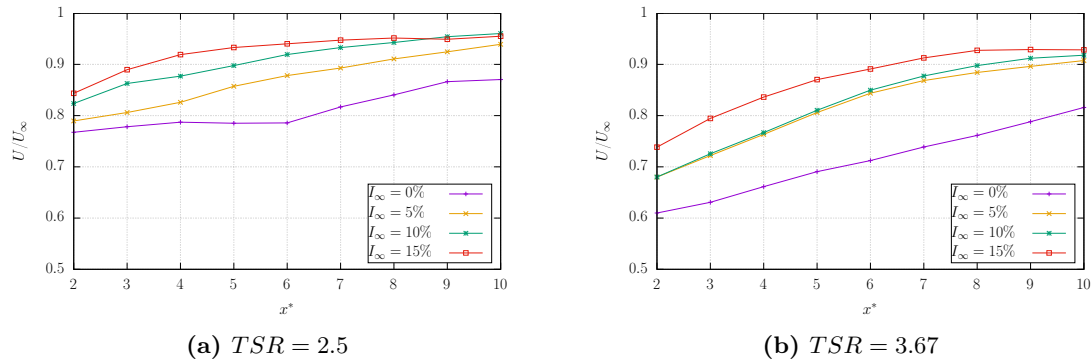 1
0.9
0.8
0.7
0.6
0.5
U/U∞
I∞ = 0%
I∞ = 5%
I∞ = 10%
I∞ = 15%
2 3 4 5 6 7 8 9 10
x*
(a) TSR = 2.5
1
0.9
0.8
0.7
0.6
0.5
U/U∞
I∞ = 0%
I∞ = 5%
I∞ = 10%
I∞ = 15%
2 3 4 5 6 7 8 9 10
x*
(b) TSR = 3.67